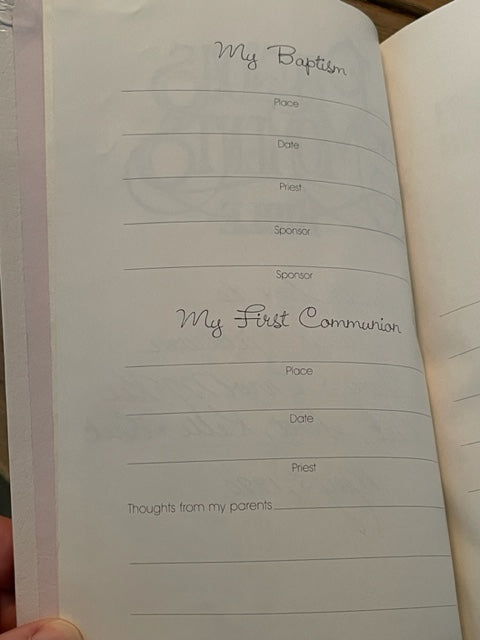 My Baptism
Place
Date
Priest
Sponsor
Sponsor
My First Communion
Place
Date
Priest
Thoughts from my parents